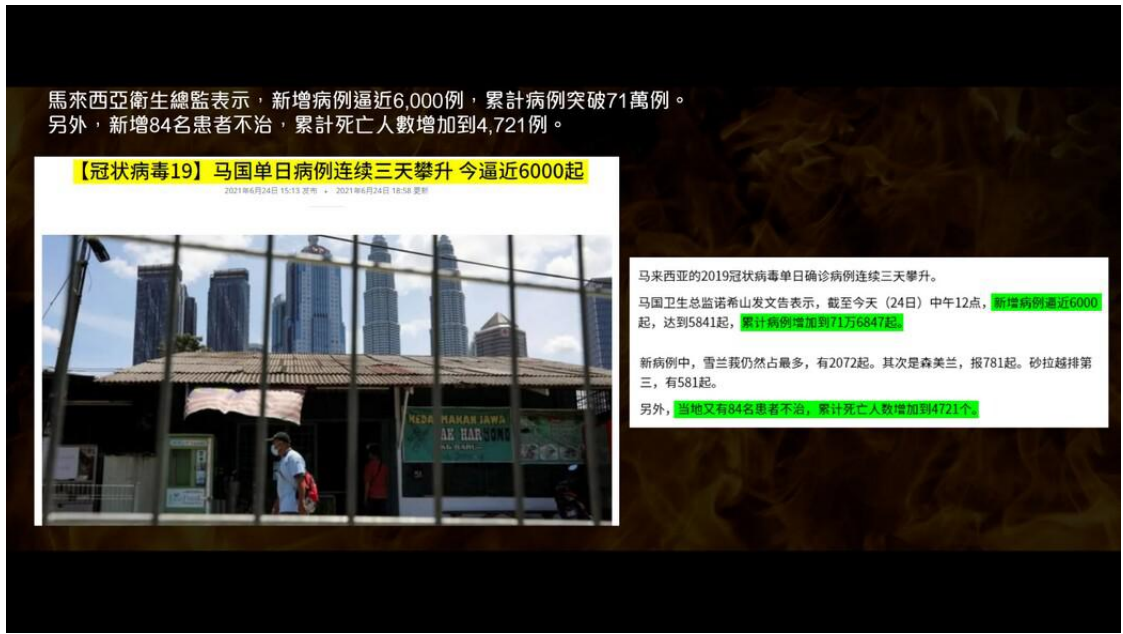 馬來西亞衛生總監表示，新增病例逼近6,000例，累計病例突破71萬例。
另外，新增84名患者不治，累計死亡人數增加到4,721例。
【冠状病毒19】马国单日病例连续三天攀升 今逼近6000起
2021年6月24日 15:13 发布 • 2021年6月24日 18:58 更新
MAKAN JAWA
AK HAR
马来西亚的2019冠状病毒单日确诊病例连续三天攀升。
马国卫生总监诺希山发文告表示，截至今天（24日）中午12点，新增病例逼近6000
起，达到5841起，累计病例增加到71万6847起。
新病例中，雪兰莪仍然占最多，有2072起。其次是森美兰，报781起。砂拉越排第
三，有581起。
另外，当地又有84名患者不治，累计死亡人数增加到4721个。